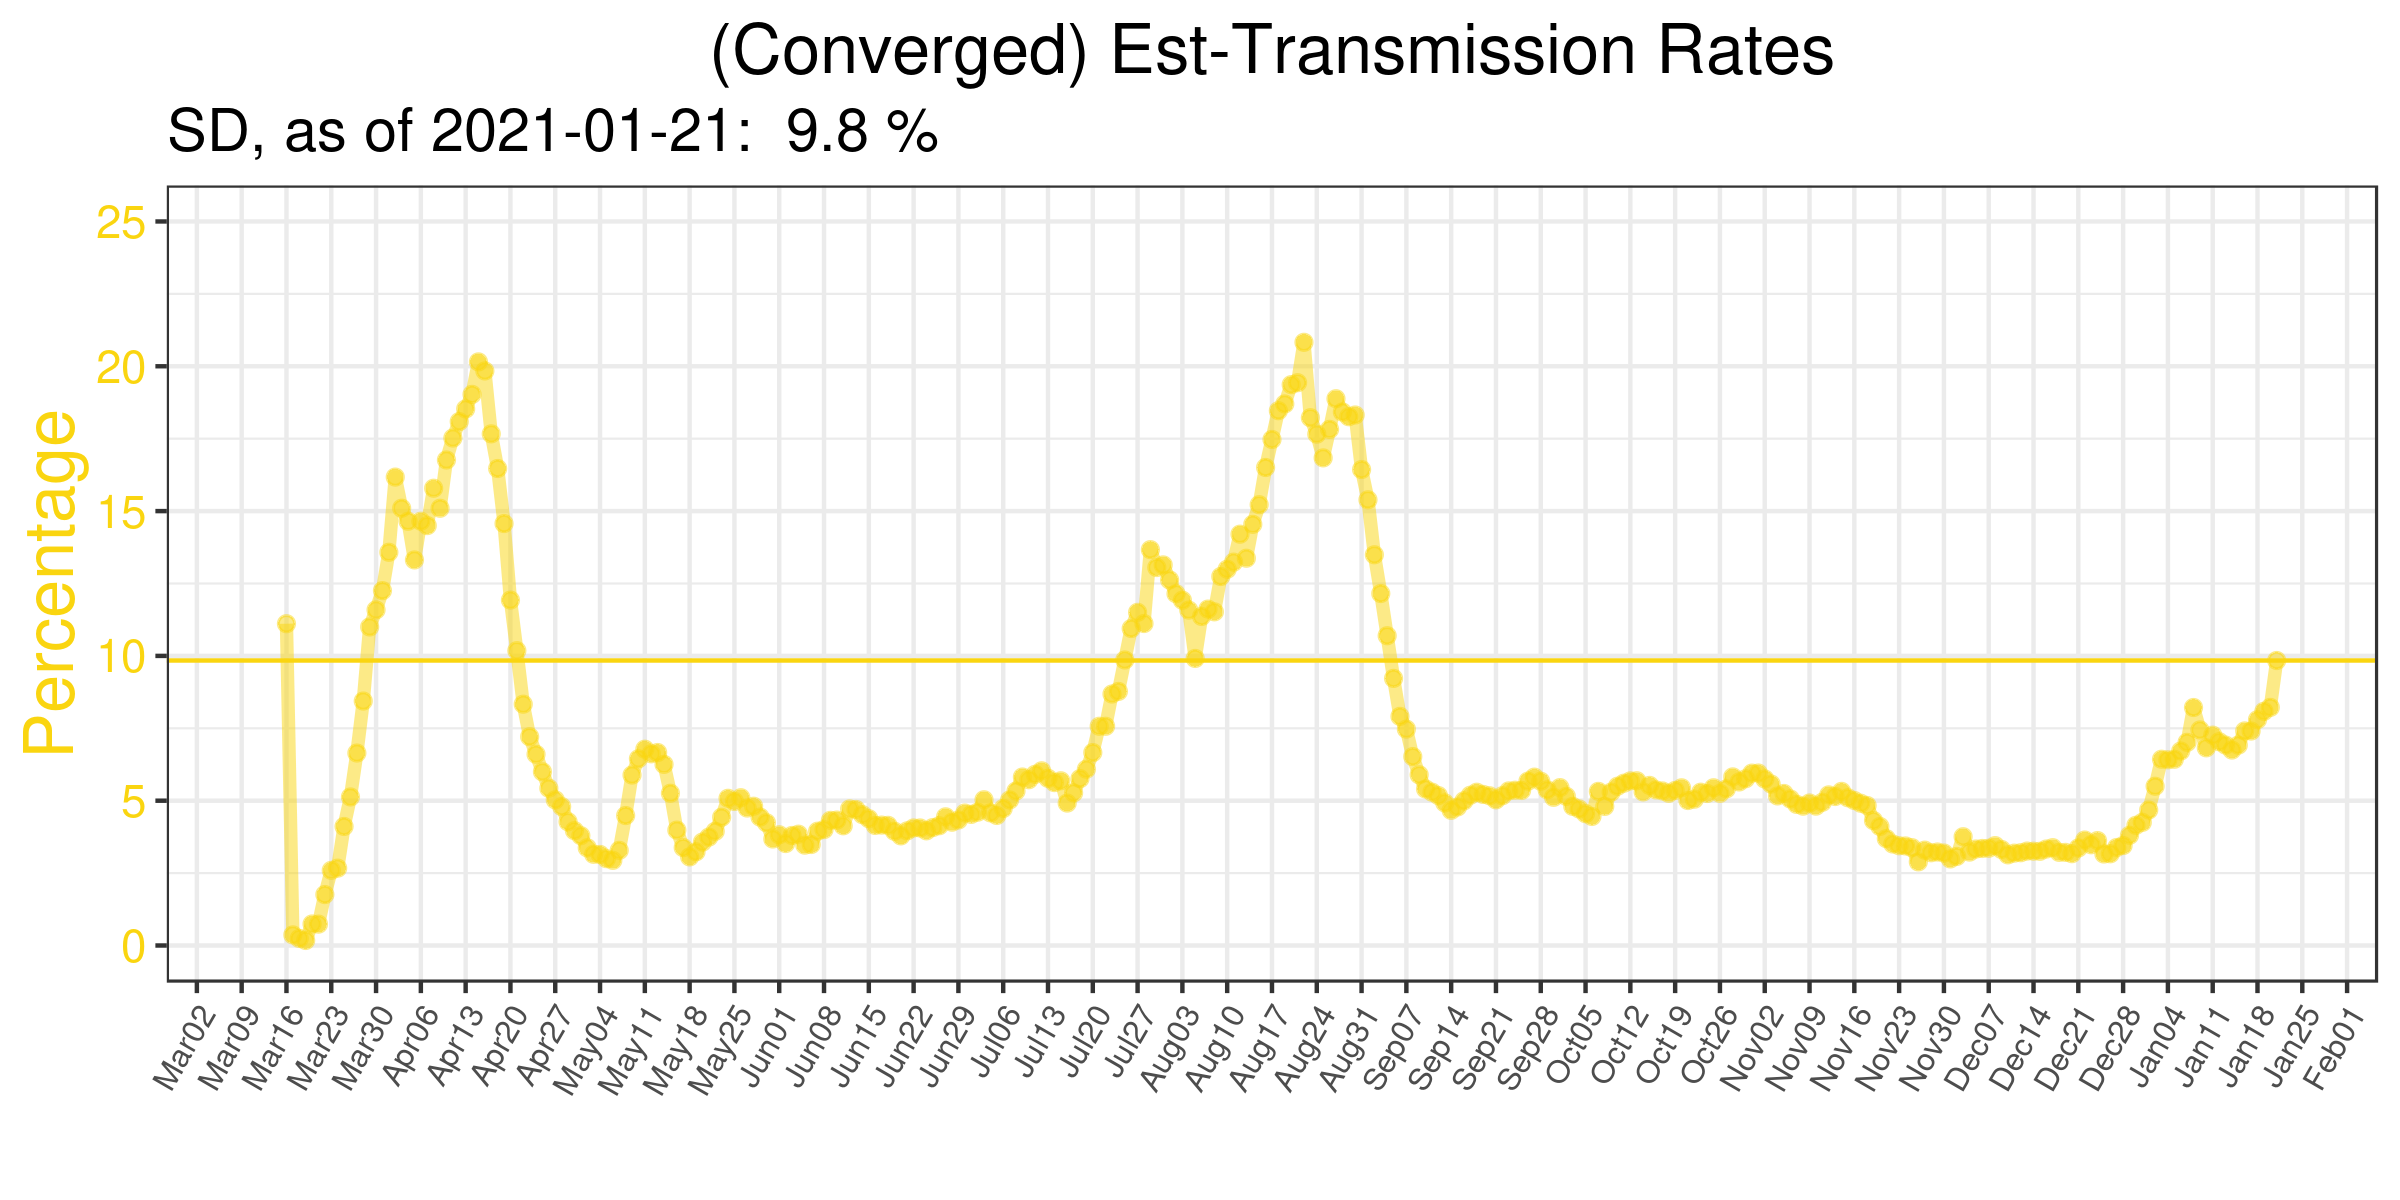 (Converged) Est-Transmission Rates
SD, as of 2021-01-21:  9.8 %
Percentage
25
20
15
10
5
0
Mar02
Mar09
Mar16
Mar23
Mar30
Apr06
Apr13
Apr20
Apr27
May04
May11
May18
May25
Jun01
Jun08
Jun15
Jun22
Jun29
Jul06
Jul13
Jul20
Jul27
Aug03
Aug10
Aug17
Aug24
Aug31
Sep07
Sep14
Sep21
Sep28
Oct05
Oct12
Oct19
Oct26
Nov02
Nov09
Nov16
Nov23
Nov30
Dec07
Dec14
Dec21
Dec28
Jan04
Jan11
Jan18
Jan25
Feb01